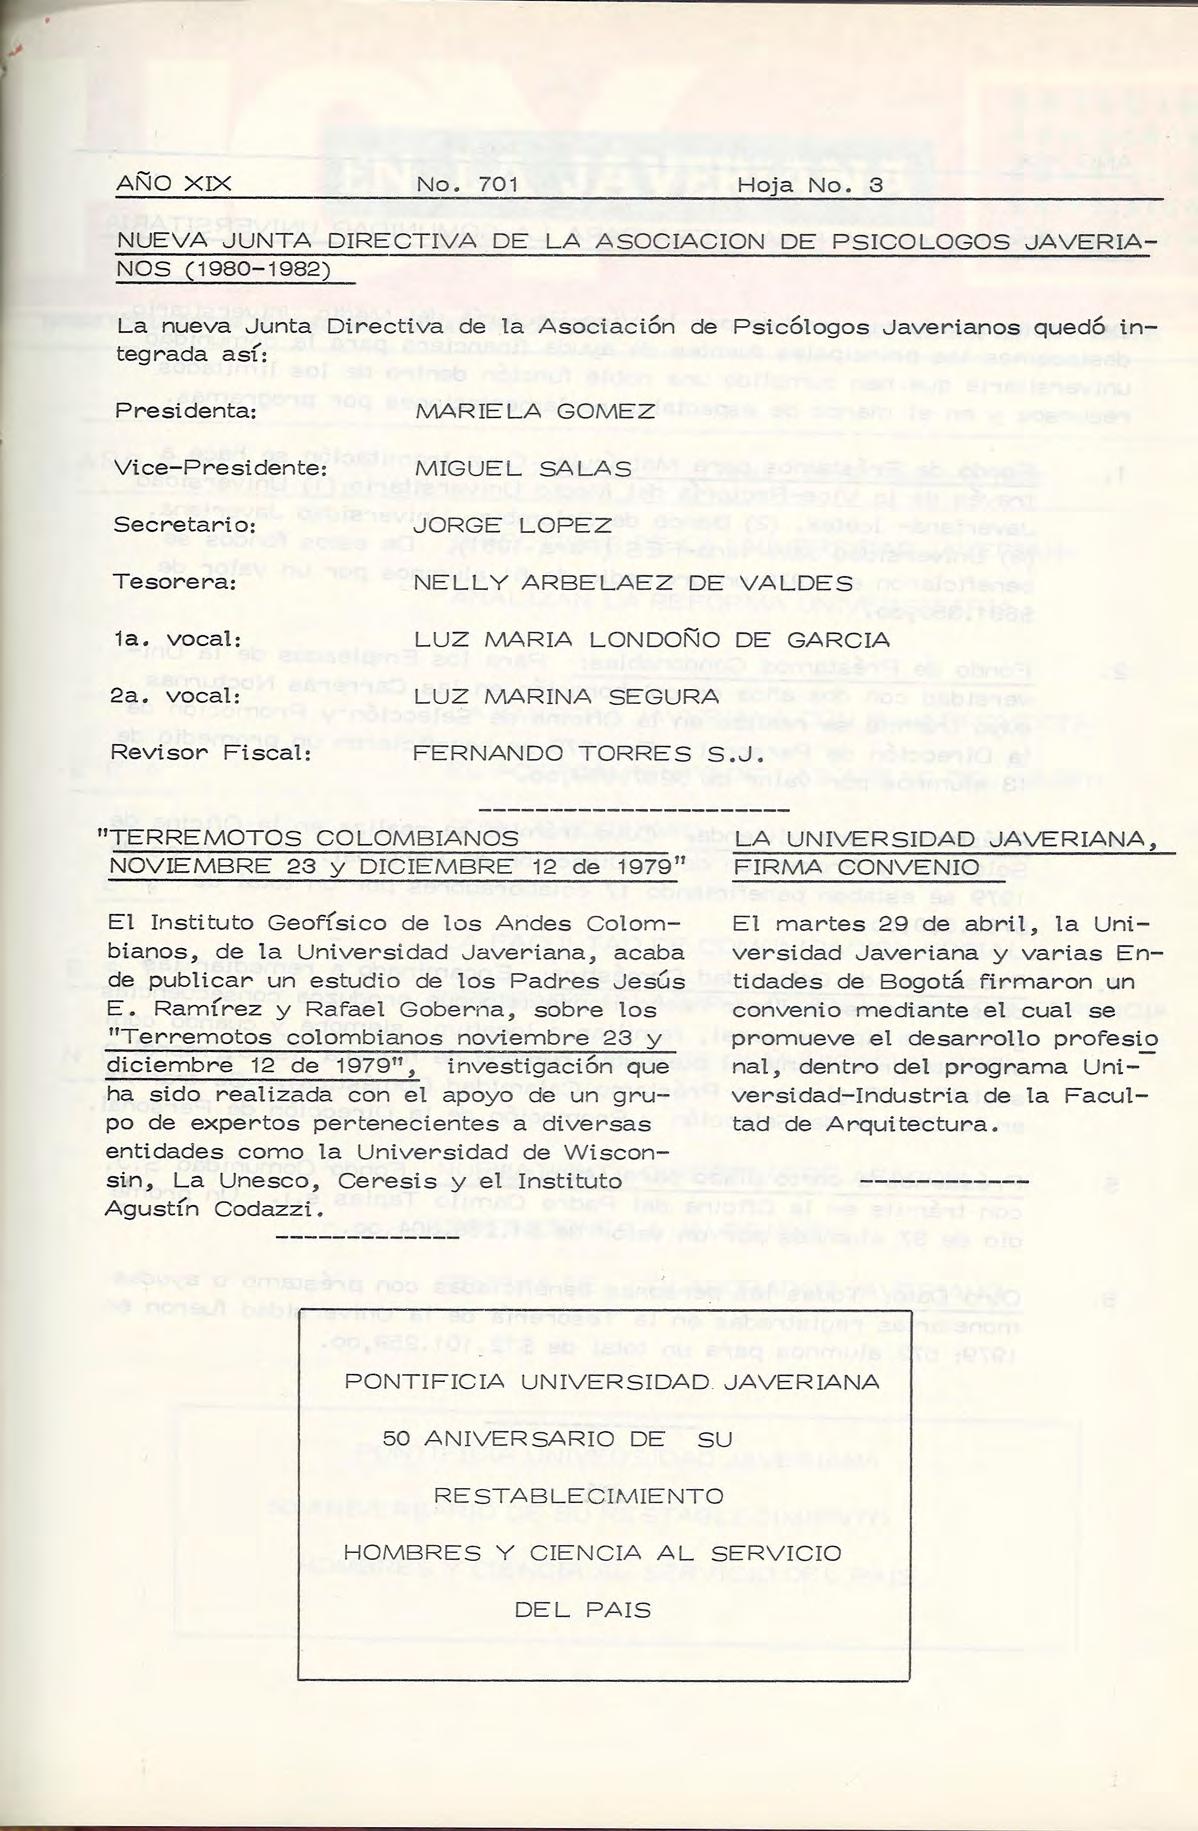 AÑO XIX No. 701 Hoja No. 3
NUEVA JUNTA DIRECTIVA DE LA ASOCIACION DE PSICOLOGOS JAVERIA-
NOS (1980-1982)
La nueva Junta Directiva de la Asociación de Psicólogos Javerianos quedó in-
tegrada así:
Presidenta: MARIELA GOMEZ
Vice-Presidente: MIGUEL SALAS
Secretario: JORGE LOPEZ
Tesorera: NELLY ARBELAEZ DE VALDES
1a. vocal: LUZ MARIA LONDOÑO DE GARCIA
2a. vocal: LUZ MARINA SEGURA
Revisor Fiscal: FERNANDO TORRES S.J.
"TERREMOTOS COLOMBIANOS
NOVIEMBRE 23 y DICIEMBRE 12 de 1979"
El Instituto Geofísico de los Andes Colom-
bianos, de la Universidad Javeriana, acaba
de publicar un estudio de los Padres Jesús
E. Ramírez y Rafael Goberna, sobre los
"Terremotos colombianos noviembre 23 y
diciembre 12 de 1979", investigación que
ha sido realizada con el apoyo de un gru-
po de expertos pertenecientes a diversas
entidades como la Universidad de Wiscon-
sin, La Unesco, Ceresis y el Instituto
Agustín Codazzi.
LA UNIVERSIDAD JAVERIANA,
FIRMA CONVENIO
El martes 29 de abril, la Uni-
versidad Javeriana y varias En-
tidades de Bogotá firmaron un
convenio mediante el cual se
promueve el desarrollo profesio
nal, dentro del programa Uni-
versidad-Industria de la Facul-
tad de Arquitectura.
PONTIFICIA UNIVERSIDAD JAVERIANA
50 ANIVERSARIO DE SU
RESTABLECIMIENTO
HOMBRES Y CIENCIA AL SERVICIO
DEL PAIS